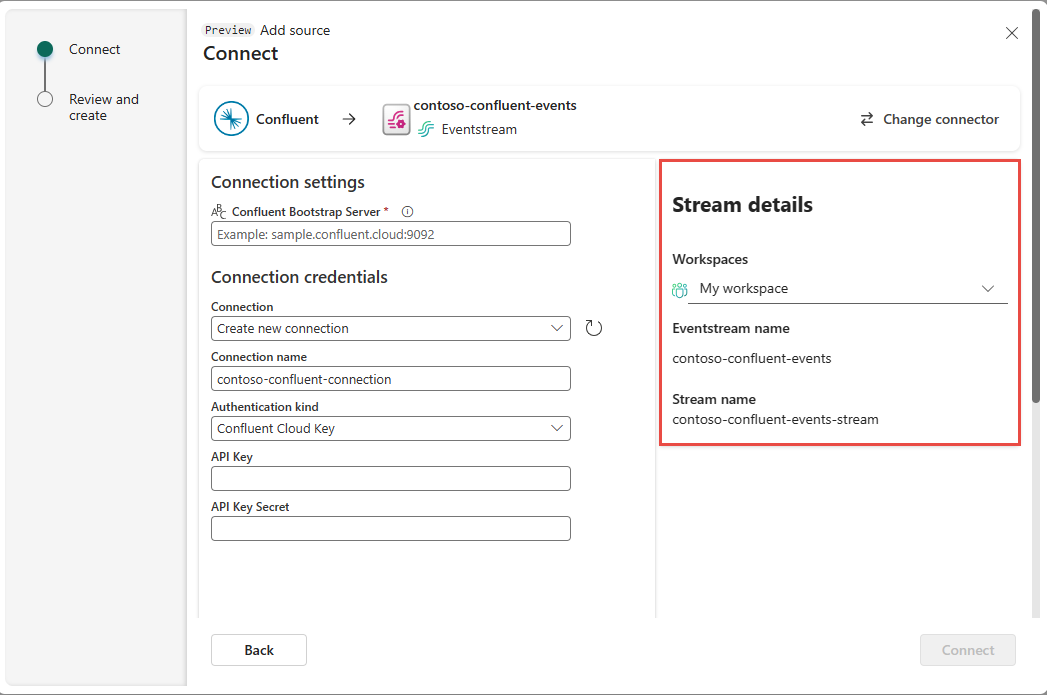 Connect
Review and
create
Preview Add source
Connect
Confluent
contoso-confluent-events
Eventstream
Change connector
Connection settings
ABC Confluent Bootstrap Server *
Example: sample.confluent.cloud:9092
Connection credentials
Connection
Create new connection
Connection name
contoso-confluent-connection
Authentication kind
Confluent Cloud Key
API Key
API Key Secret
Stream details
Workspaces
My workspace
Eventstream name
contoso-confluent-events
Stream name
contoso-confluent-events-stream
Back
Connect